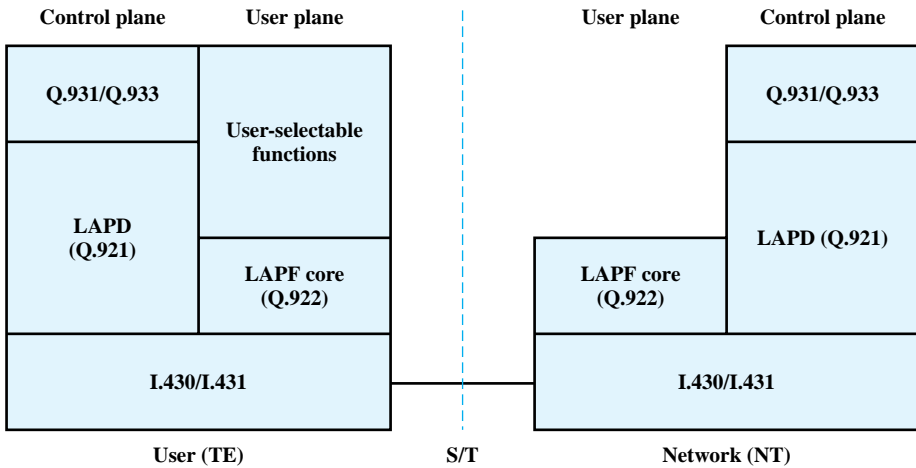 Control plane
User plane
User plane
Control plane
Q.931/Q.933
Q.931/Q.933
User-selectable
functions
LAPD
(Q.921)
LAPD (Q.921)
LAPF core
(Q.922)
LAPF core
(Q.922)
I.430/I.431
I.430/I.431
User (TE)
S/T
Network (NT)